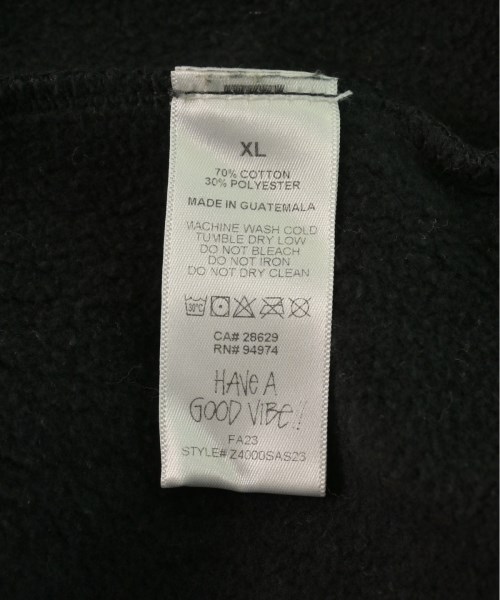 XL
70% COTTON
30% POLYESTER
MADE IN GUATEMALA
MACHINE WASH COLD
TUMBLE DRY LOW
DO NOT BLEACH
DO NOT IRON
DO NOT DRY CLEAN
30°C
CA# 28629
RN# 94974
HAVE A
GOOD VIBE!!
FA23
STYLE# Z4000SAS23